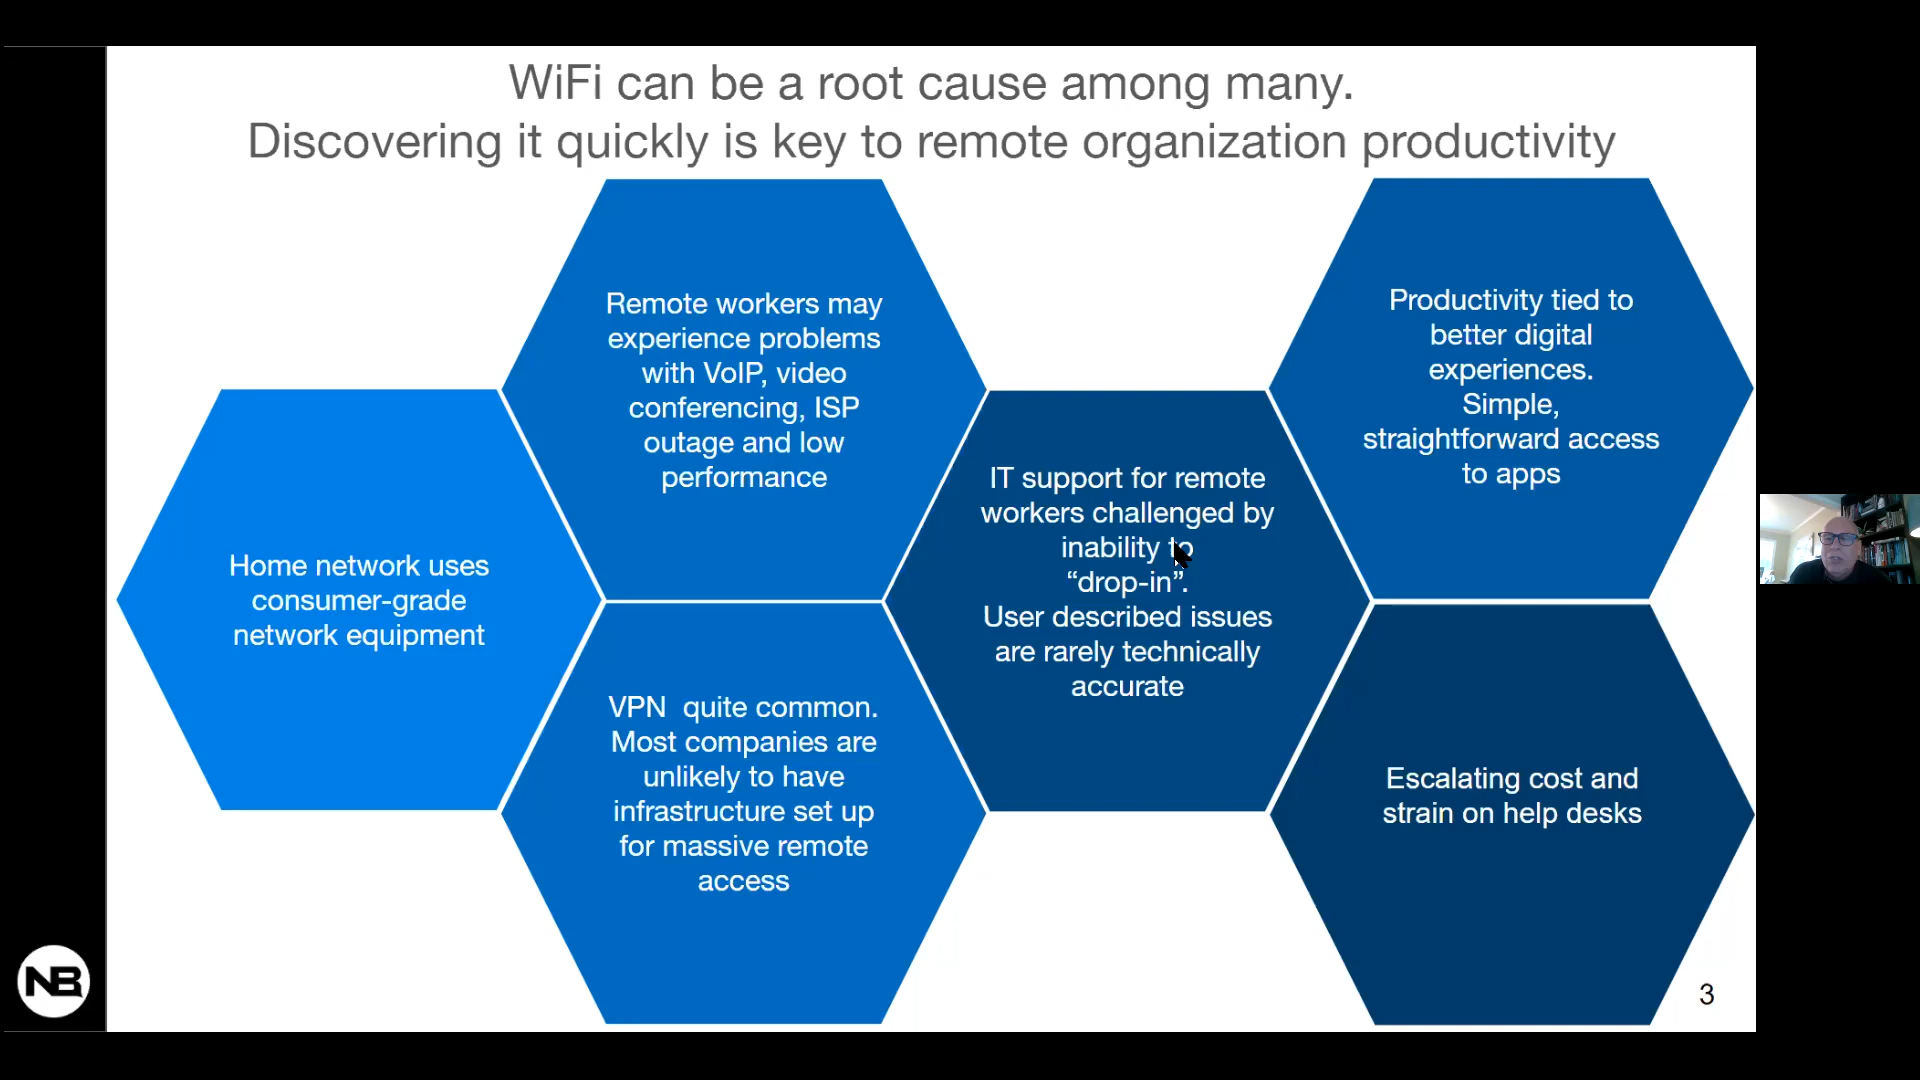 WiFi can be a root cause among many.
Discovering it quickly is key to remote organization productivity
Home network uses
consumer-grade
network equipment
Remote workers may
experience problems
with VoIP, video
conferencing, ISP
outage and low
performance
VPN  quite common.
Most companies are
unlikely to have
infrastructure set up
for massive remote
access
IT support for remote
workers challenged by
inability to
“drop-in”.
User described issues
are rarely technically
accurate
Productivity tied to
better digital
experiences.
Simple,
straightforward access
to apps
Escalating cost and
strain on help desks
NB
3